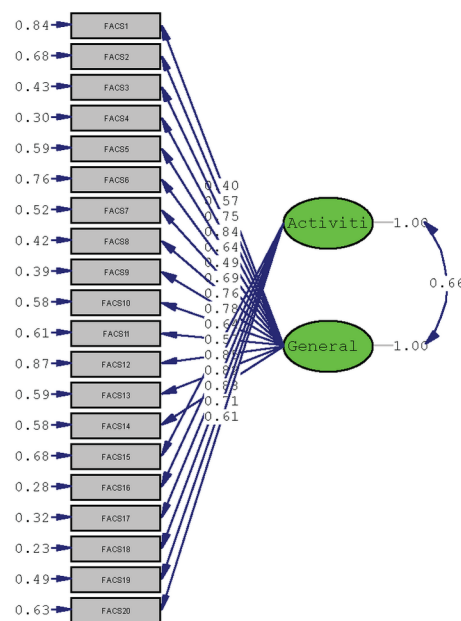 0.84 FACS1
0.68 FACS2
0.43 FACS3
0.30 FACS4
0.59 FACS5
0.76 FACS6
0.52 FACS7
0.42 FACS8
0.39 FACS9
0.58 FACS10
0.61 FACS11
0.87 FACS12
0.59 FACS13
0.58 FACS14
0.68 FACS15
0.28 FACS16
0.32 FACS17
0.23 FACS18
0.49 FACS19
0.63 FACS20
0.40
0.57
0.75
0.84
0.64
0.49
0.69
0.76
0.78
0.71
0.61
Activiti 1.00
0.66
General 1.00